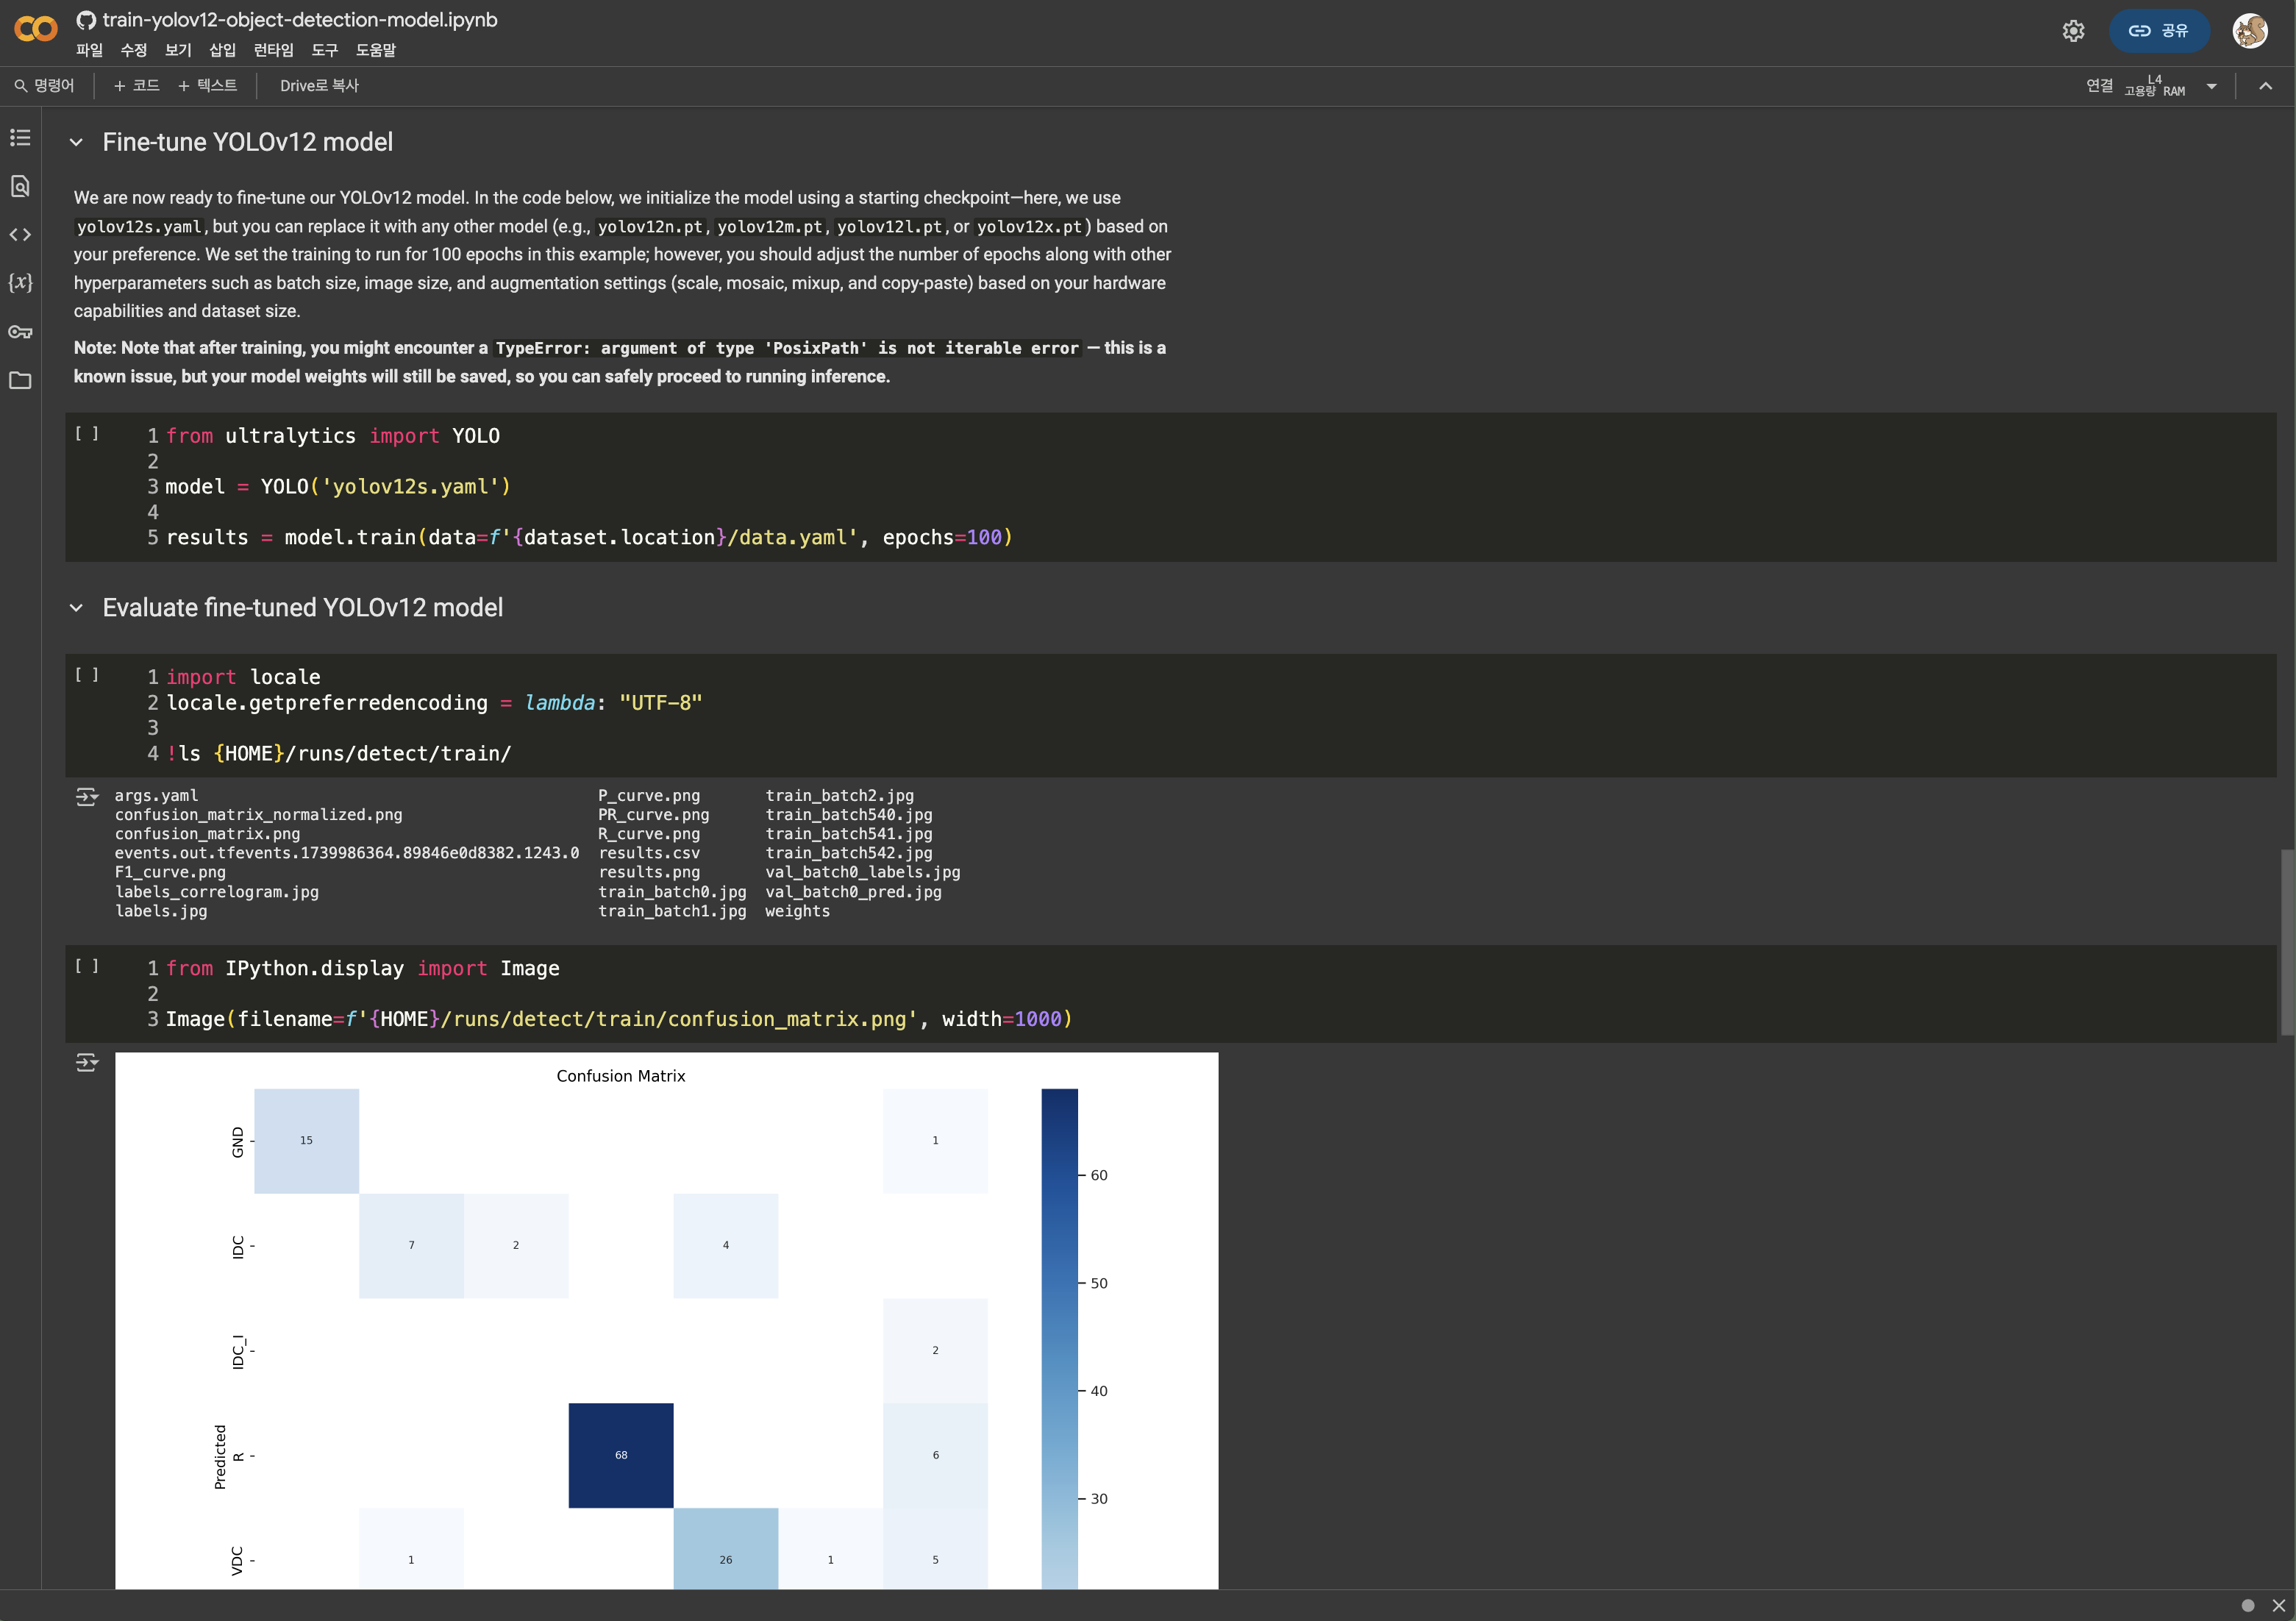 train-yolov12-object-detection-model.ipynb
파일 수정 보기 삽입 런타임 도구 도움말
공유
명령어 + 코드 + 텍스트 Drive로 복사
연결 L4
고용량 RAM
Fine-tune YOLOv12 model
We are now ready to fine-tune our YOLOv12 model. In the code below, we initialize the model using a starting checkpoint—here, we use
yolov12s.yaml, but you can replace it with any other model (e.g., yolov12n.pt, yolov12m.pt, yolov12l.pt, or yolov12x.pt) based on
your preference. We set the training to run for 100 epochs in this example; however, you should adjust the number of epochs along with other
hyperparameters such as batch size, image size, and augmentation settings (scale, mosaic, mixup, and copy-paste) based on your hardware
capabilities and dataset size.
Note: Note that after training, you might encounter a TypeError: argument of type 'PosixPath' is not iterable error — this is a
known issue, but your model weights will still be saved, so you can safely proceed to running inference.
[ ] 1 from ultralytics import YOLO
2
3 model = YOLO('yolov12s.yaml')
4
5 results = model.train(data=f'{dataset.location}/data.yaml', epochs=100)
Evaluate fine-tuned YOLOv12 model
[ ] 1 import locale
2 locale.getpreferredencoding = lambda: "UTF-8"
3
4 !ls {HOME}/runs/detect/train/
args.yaml P_curve.png train_batch2.jpg
confusion_matrix_normalized.png PR_curve.png train_batch540.jpg
confusion_matrix.png R_curve.png train_batch541.jpg
events.out.tfevents.1739986364.89846e0d8382.1243.0 results.csv train_batch542.jpg
F1_curve.png results.png val_batch0_labels.jpg
labels_correlogram.jpg train_batch0.jpg val_batch0_pred.jpg
labels.jpg train_batch1.jpg weights
[ ] 1 from IPython.display import Image
2
3 Image(filename=f'{HOME}/runs/detect/train/confusion_matrix.png', width=1000)
Confusion Matrix
GND 15 1
60
IDC 7 2 4
50
IDC_I 2
40
Predicted
R 68 6
30
VDC 1 26 1 5